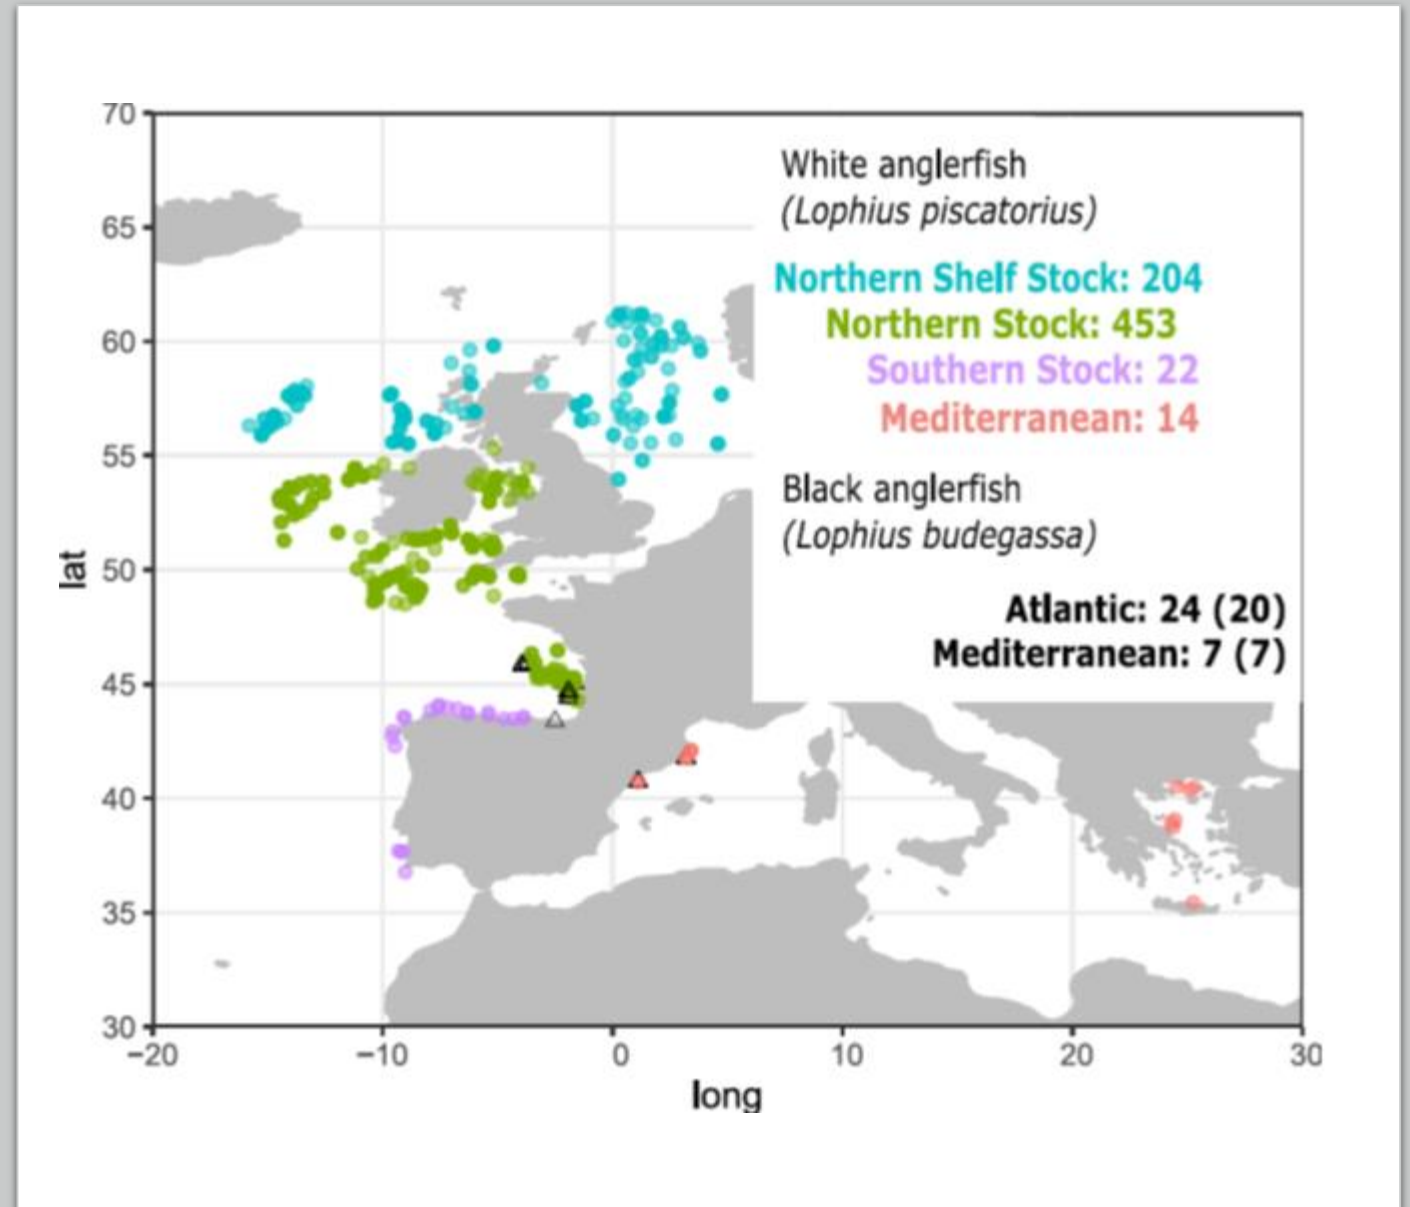 70
65
60
55
50
45
40
35
30
lat
−20
−10
0
10
20
30
long
White anglerfish
(Lophius piscatorius)
Northern Shelf Stock: 204
Northern Stock: 453
Southern Stock: 22
Mediterranean: 14
Black anglerfish
(Lophius budegassa)
Atlantic: 24 (20)
Mediterranean: 7 (7)